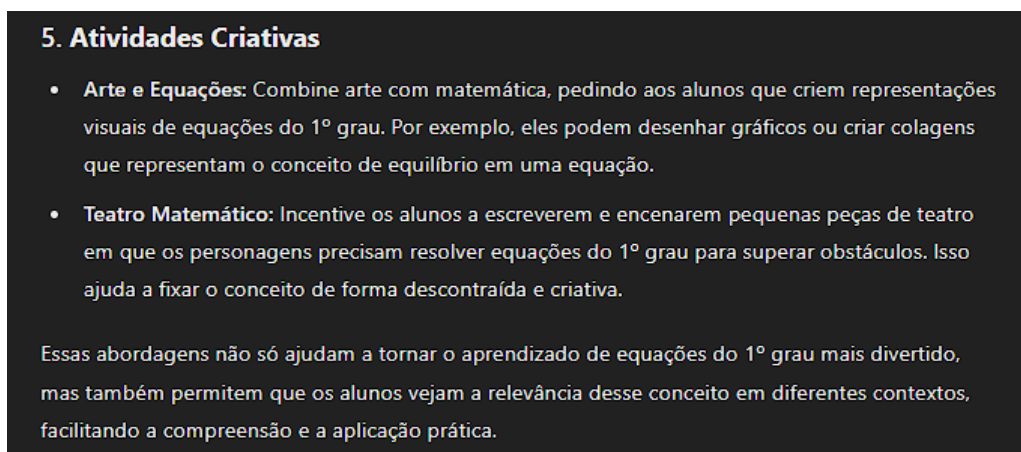 5. Atividades Criativas
• Arte e Equações: Combine arte com matemática, pedindo aos alunos que criem representações
visuais de equações do 1º grau. Por exemplo, eles podem desenhar gráficos ou criar colagens
que representam o conceito de equilíbrio em uma equação.
• Teatro Matemático: Incentive os alunos a escreverem e encenarem pequenas peças de teatro
em que os personagens precisam resolver equações do 1º grau para superar obstáculos. Isso
ajuda a fixar o conceito de forma descontraída e criativa.
Essas abordagens não só ajudam a tornar o aprendizado de equações do 1º grau mais divertido,
mas também permitem que os alunos vejam a relevância desse conceito em diferentes contextos,
facilitando a compreensão e a aplicação prática.